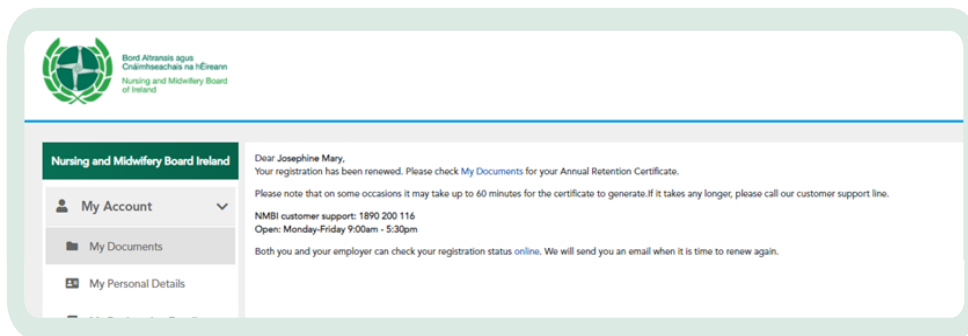 Bord Altranais agus
Cnáimhseachais na hÉireann
Nursing and Midwifery Board
of Ireland
Nursing and Midwifery Board Ireland
My Account
My Documents
My Personal Details
Dear Josephine Mary,
Your registration has been renewed. Please check My Documents for your Annual Retention Certificate.
Please note that on some occasions it may take up to 60 minutes for the certificate to generate.If it takes any longer, please call our customer support line.
NMBI customer support: 1890 200 116
Open: Monday-Friday 9:00am - 5:30pm
Both you and your employer can check your registration status online. We will send you an email when it is time to renew again.